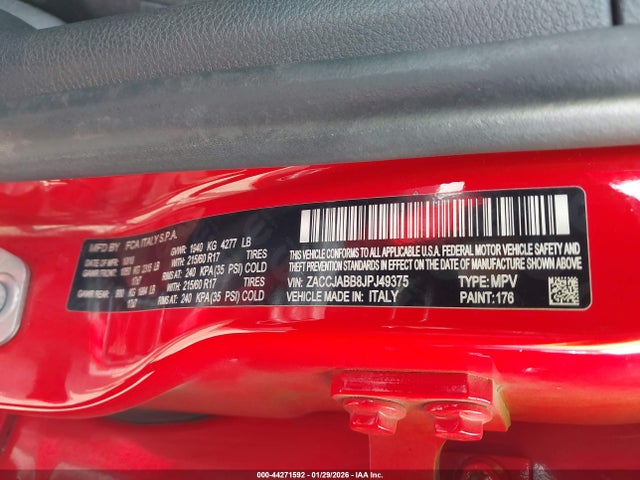 MFD BY FCA ITALY S.P.A.
GVWR: 1940 KG 4277 LB
WITH: 215/60 R17 TIRES
RIMS AT: 240 KPA (35 PSI) COLD
WITH: 215/60 R17 TIRES
RIMS AT: 240 KPA (35 PSI) COLD
THIS VEHICLE CONFORMS TO ALL APPLICABLE U.S.A. FEDERAL MOTOR VEHICLE SAFETY
AND THEFT PREVENTION STANDARDS IN EFFECT ON THE DATE OF MFR. SHOWN ABOVE.
VIN: ZACCJABB8JPJ49375 TYPE: MPV
VEHICLE MADE IN: ITALY PAINT: 176
000-44271592 - 01/29/2026 - IAA Inc.